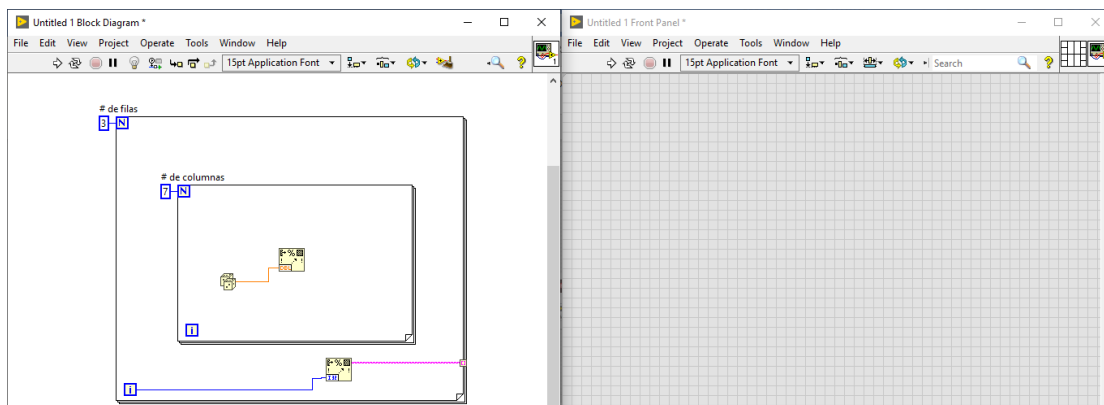 Untitled 1 Block Diagram *
File Edit View Project Operate Tools Window Help
15pt Application Font
# de filas
3 N
# de columnas
7 N
i
i
Untitled 1 Front Panel *
File Edit View Project Operate Tools Window Help
15pt Application Font
Search